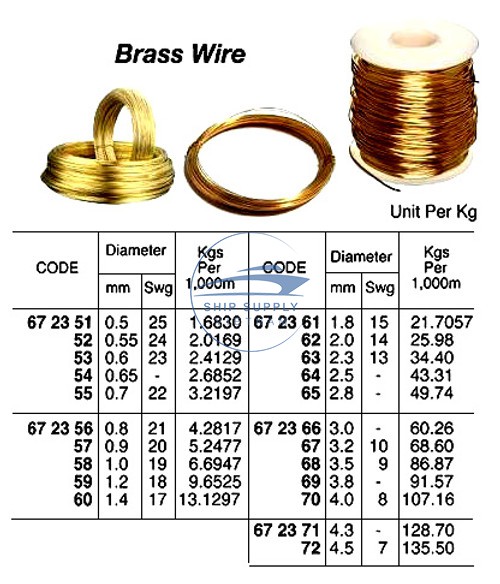 Brass Wire
Unit Per Kg
CODE Diameter Kgs Per 1,000m CODE Diameter Kgs Per 1,000m
mm Swg mm Swg
67 23 51 0.5 25 1.6830 67 23 61 1.8 15 21.7057
52 0.55 24 2.0169 62 2.0 14 25.98
53 0.6 23 2.4129 63 2.3 13 34.40
54 0.65 - 2.6852 64 2.5 - 43.31
55 0.7 22 3.2197 65 2.8 - 49.74
67 23 56 0.8 21 4.2817 67 23 66 3.0 - 60.26
57 0.9 20 5.2477 67 3.2 10 68.60
58 1.0 19 6.6947 68 3.5 9 86.87
59 1.2 18 9.6525 69 3.8 - 91.57
60 1.4 17 13.1297 70 4.0 8 107.16
67 23 71 4.3 - 128.70
72 4.5 7 135.50
SHIP SUPPLY